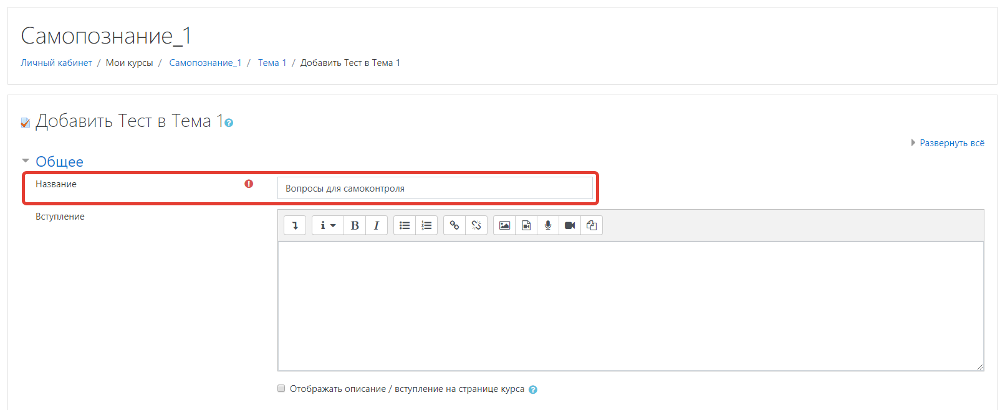 Самопознание_1
Личный кабинет / Мои курсы / Самопознание_1 / Тема 1 / Добавить Тест в Тема 1
Добавить Тест в Тема 1
Развернуть всё
Общее
Название Вопросы для самоконтроля
Вступление
i B I
Отображать описание / вступление на странице курса